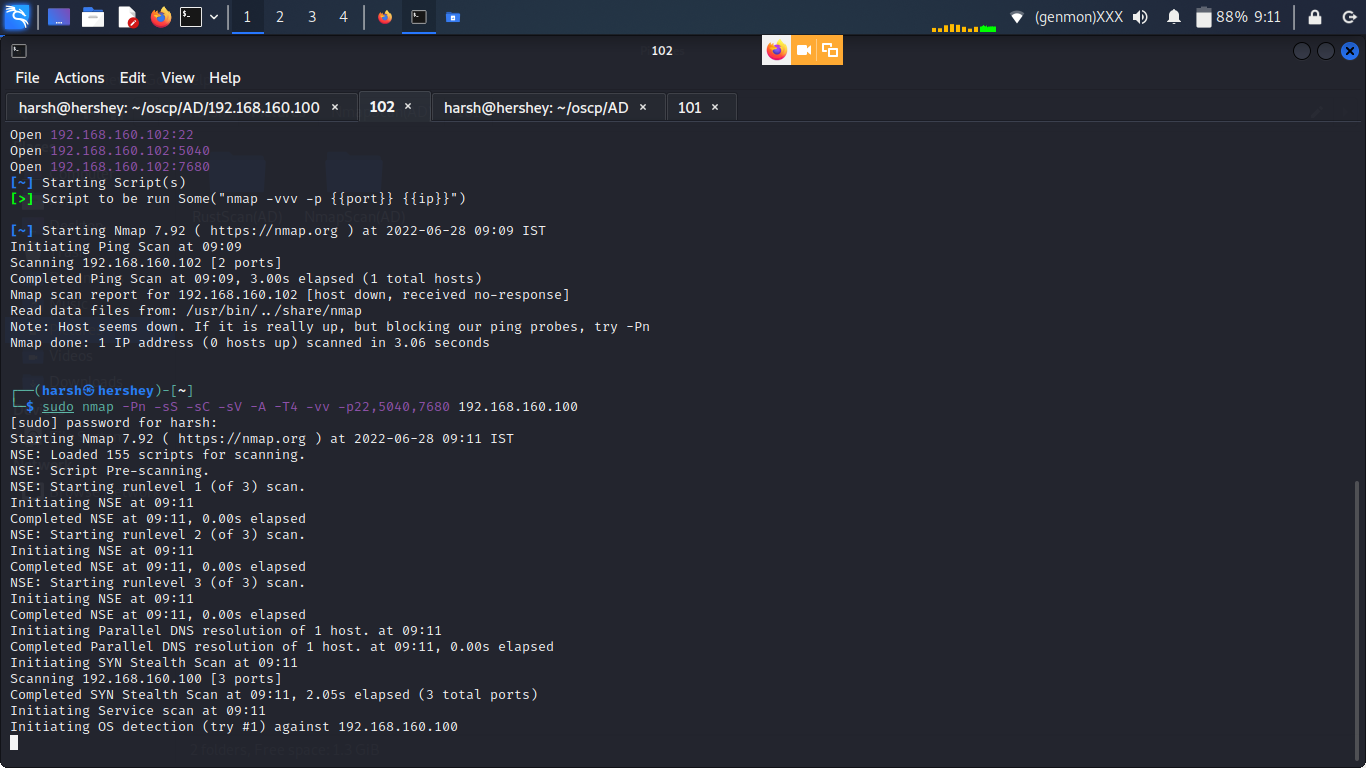 1 2 3 4 (genmon)XXX 88% 9:11
102
File Actions Edit View Help
harsh@hershey: ~/oscp/AD/192.168.160.100 × 102 × harsh@hershey: ~/oscp/AD × 101 ×
Open 192.168.160.102:22
Open 192.168.160.102:5040
Open 192.168.160.102:7680
[~] Starting Script(s)
[>] Script to be run Some("nmap -vvv -p {{port}} {{ip}}")
RustScan(AD) NmapScan(AD)
[~] Starting Nmap 7.92 ( https://nmap.org ) at 2022-06-28 09:09 IST
Initiating Ping Scan at 09:09
Scanning 192.168.160.102 [2 ports]
Completed Ping Scan at 09:09, 3.00s elapsed (1 total hosts)
Nmap scan report for 192.168.160.102 [host down, received no-response]
Read data files from: /usr/bin/../share/nmap
Note: Host seems down. If it is really up, but blocking our ping probes, try -Pn
Nmap done: 1 IP address (0 hosts up) scanned in 3.06 seconds
Videos
┌──(harsh㉿hershey)-[~]
└─$ sudo nmap -Pn -sS -sC -sV -A -T4 -vv -p22,5040,7680 192.168.160.100
[sudo] password for harsh:
Starting Nmap 7.92 ( https://nmap.org ) at 2022-06-28 09:11 IST
NSE: Loaded 155 scripts for scanning.
NSE: Script Pre-scanning.
NSE: Starting runlevel 1 (of 3) scan.
Initiating NSE at 09:11
Completed NSE at 09:11, 0.00s elapsed
NSE: Starting runlevel 2 (of 3) scan.
Initiating NSE at 09:11
Completed NSE at 09:11, 0.00s elapsed
NSE: Starting runlevel 3 (of 3) scan.
Initiating NSE at 09:11
Completed NSE at 09:11, 0.00s elapsed
Initiating Parallel DNS resolution of 1 host. at 09:11
Completed Parallel DNS resolution of 1 host. at 09:11, 0.00s elapsed
Initiating SYN Stealth Scan at 09:11
Scanning 192.168.160.100 [3 ports]
Completed SYN Stealth Scan at 09:11, 2.05s elapsed (3 total ports)
Initiating Service scan at 09:11
Initiating OS detection (try #1) against 192.168.160.100
2 folders, Free space: 1.3 GiB